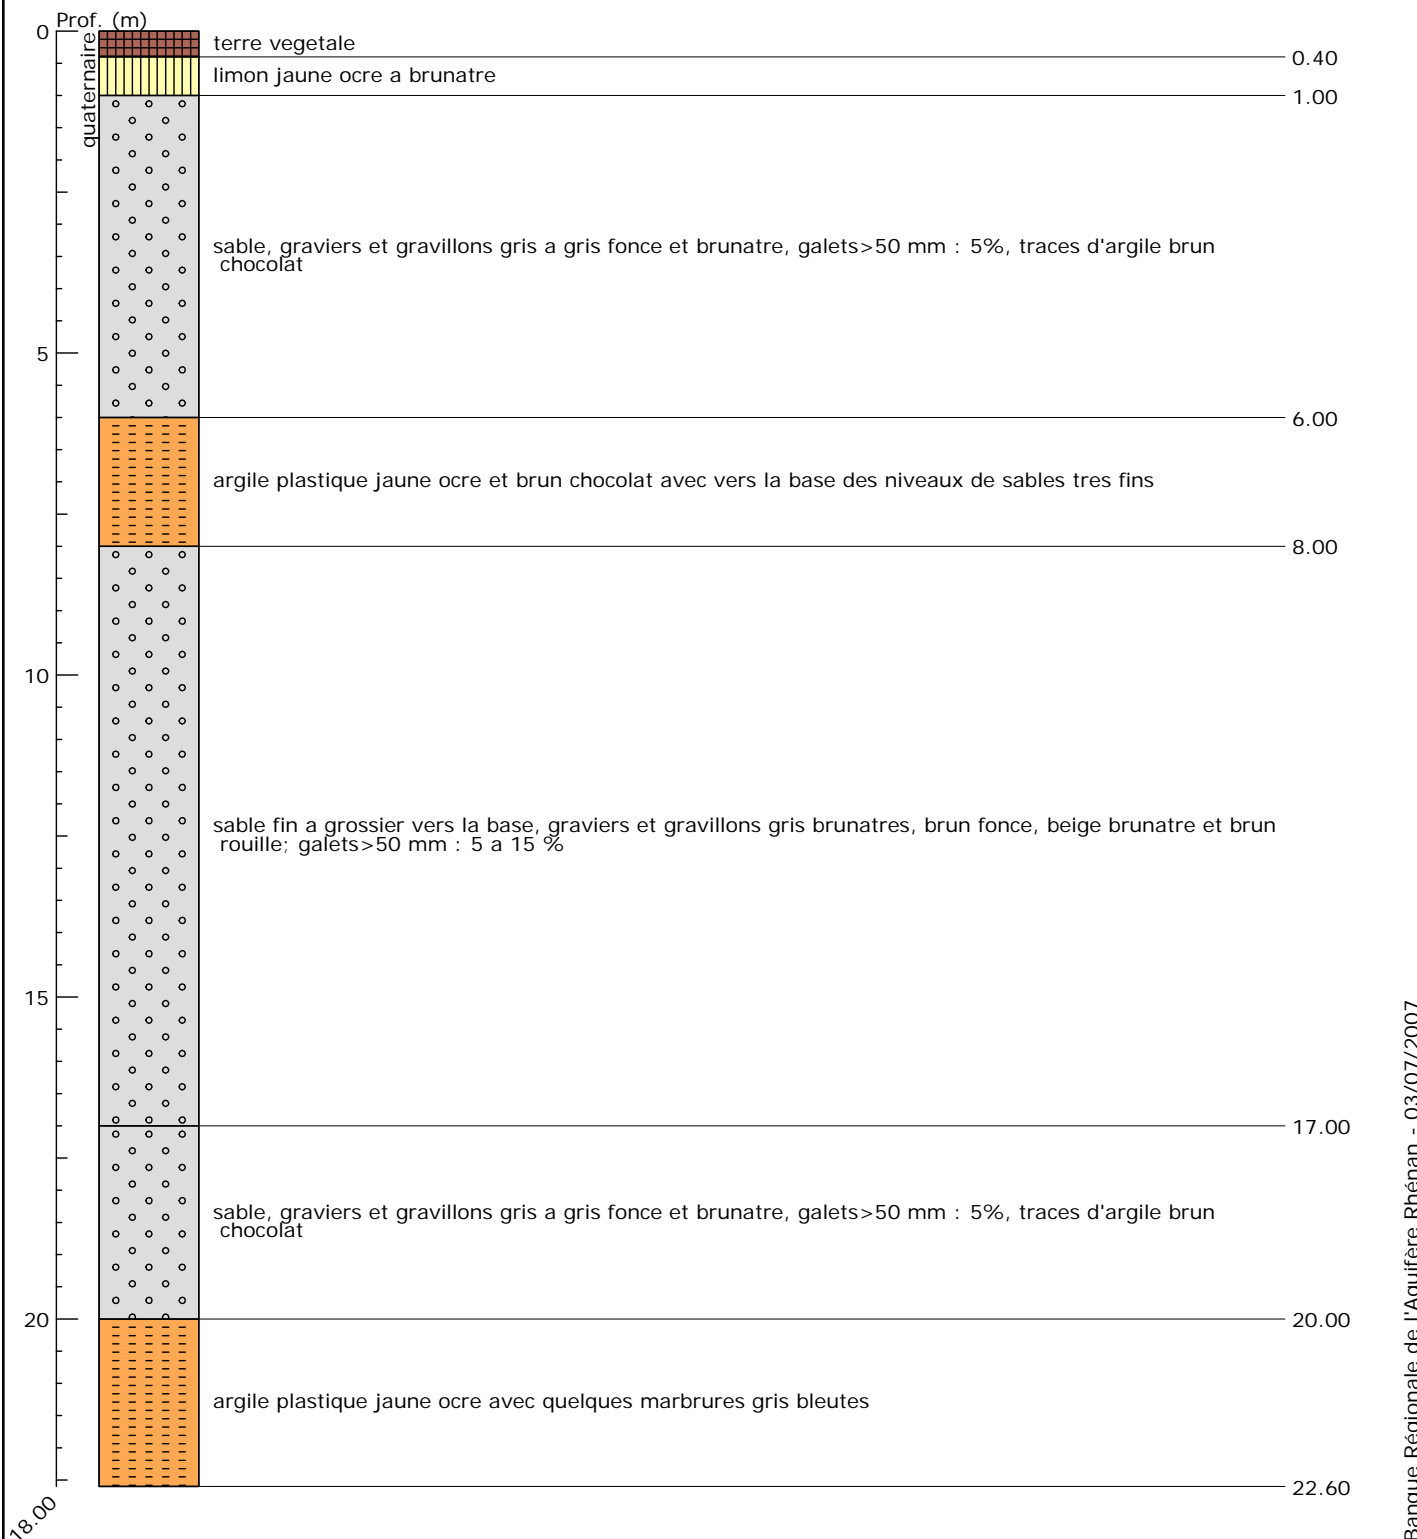 Prof. (m)
0
quaternaire
terre vegetale
0.40
limon jaune ocre a brunatre
1.00
sable, graviers et gravillons gris a gris fonce et brunatre, galets>50 mm : 5%, traces d'argile brun
chocolat
5
6.00
argile plastique jaune ocre et brun chocolat avec vers la base des niveaux de sables tres fins
8.00
10
sable fin a grossier vers la base, graviers et gravillons gris brunatres, brun fonce, beige brunatre et brun
rouille; galets>50 mm : 5 a 15 %
15
17.00
sable, graviers et gravillons gris a gris fonce et brunatre, galets>50 mm : 5%, traces d'argile brun
chocolat
20
20.00
argile plastique jaune ocre avec quelques marbrures gris bleutes
22.60
18.00
Banque Régionale de l'Aquifère Rhénan - 03/07/2007